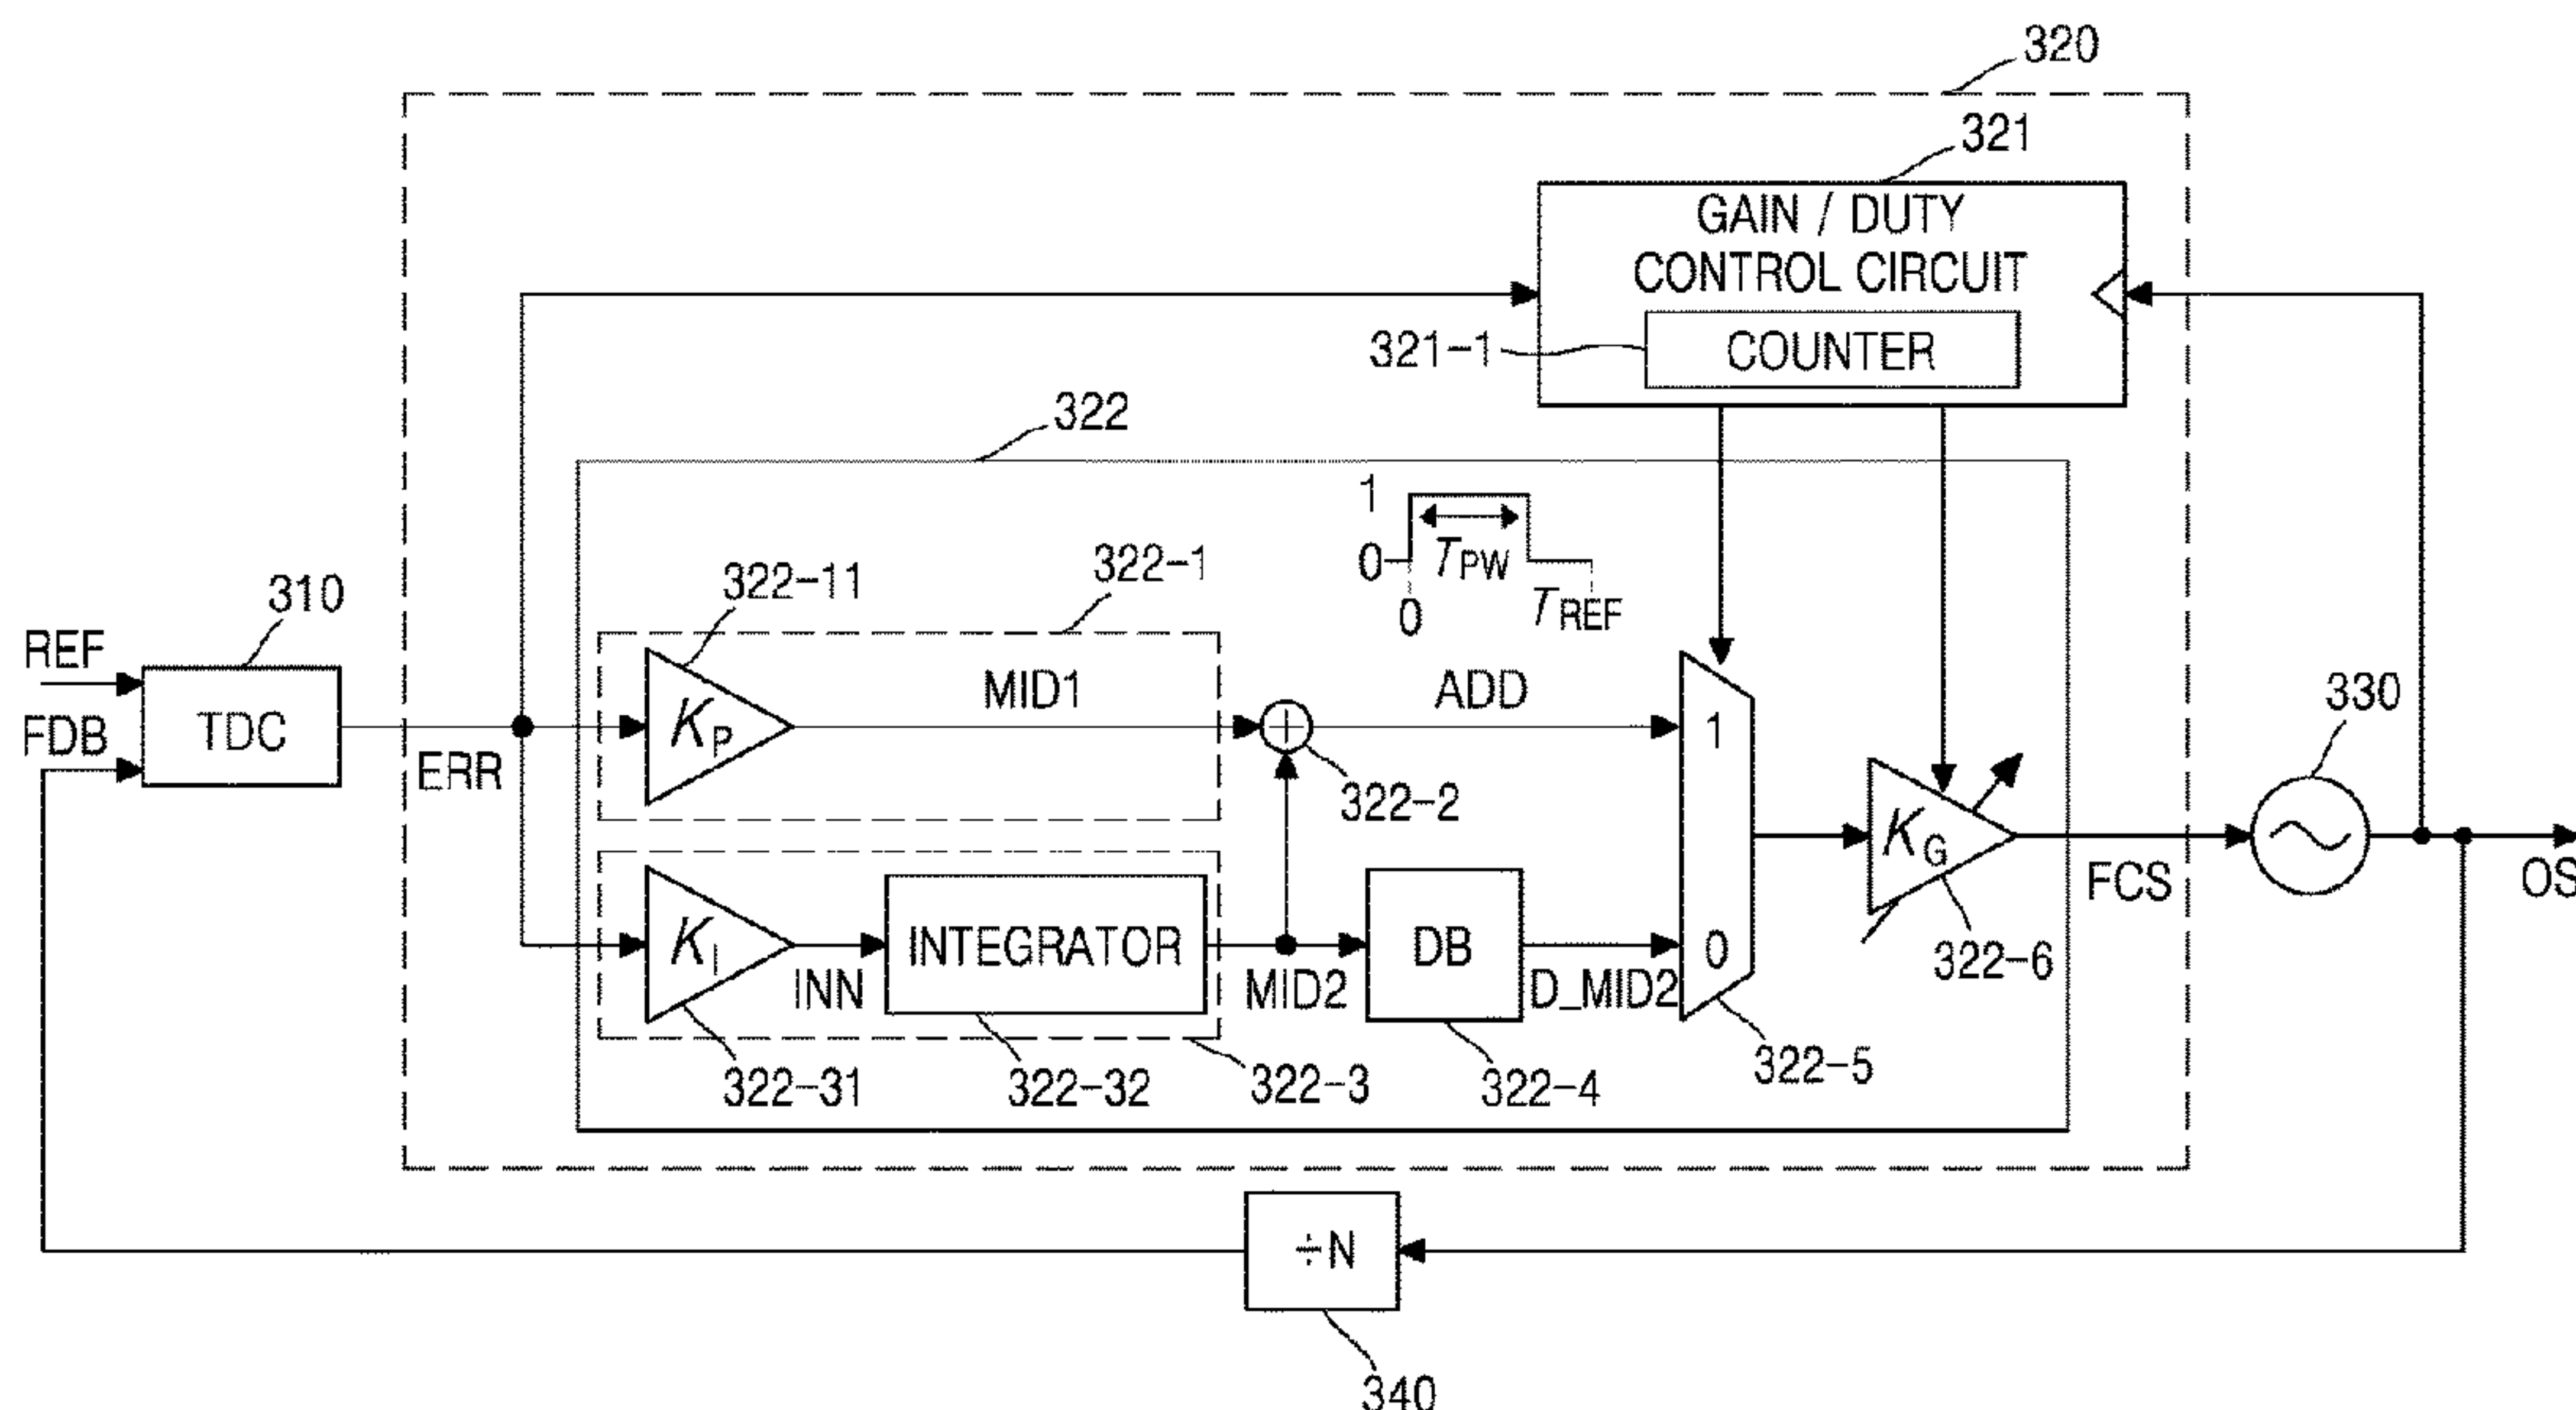 320
321
GAIN / DUTY
CONTROL CIRCUIT
321-1
COUNTER
322
1
0
TPW
0
TREF
322-11
322-1
310
REF
FDB
TDC
ERR
KP
MID1
ADD
322-2
1
330
KG
FCS
OS
322-6
KI
INN
INTEGRATOR
MID2
DB
D_MID2
0
322-5
322-31
322-32
322-3
322-4
÷N
340